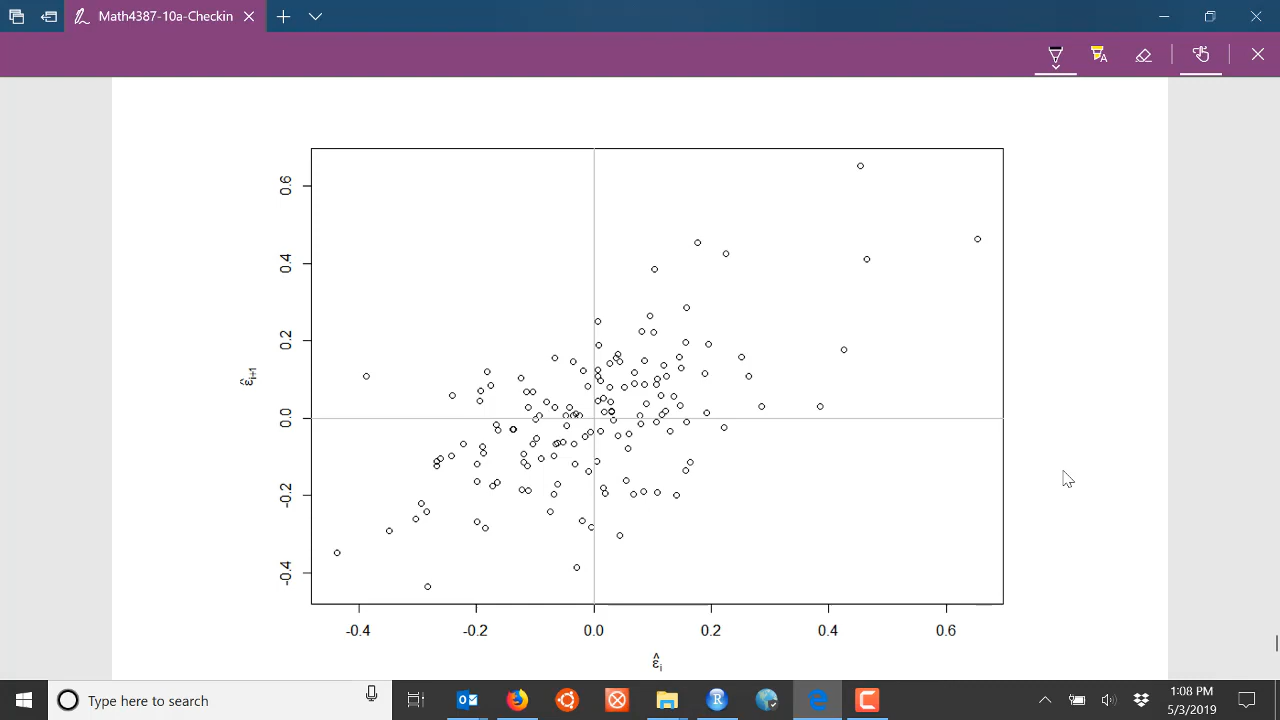 Math4387-10a-Checkin
0.6
0.4
0.2
0.0
-0.2
-0.4
ε̂i+1
-0.4 -0.2 0.0 0.2 0.4 0.6
ε̂i
Type here to search
1:08 PM
5/3/2019